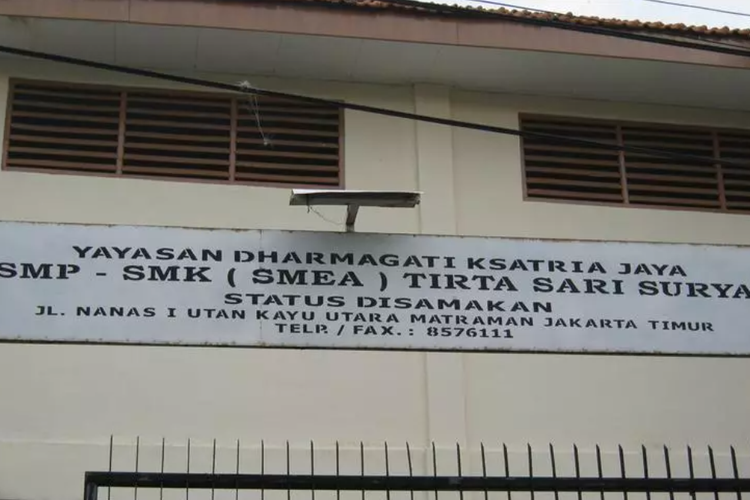 YAYASAN DHARMAGATI KSATRIA JAYA
SMP - SMK ( SMEA ) TIRTA SARI SURYA
STATUS DISAMAKAN
JL. NANAS I UTAN KAYU UTARA MATRAMAN JAKARTA TIMUR
TELP. / FAX. : 8576111